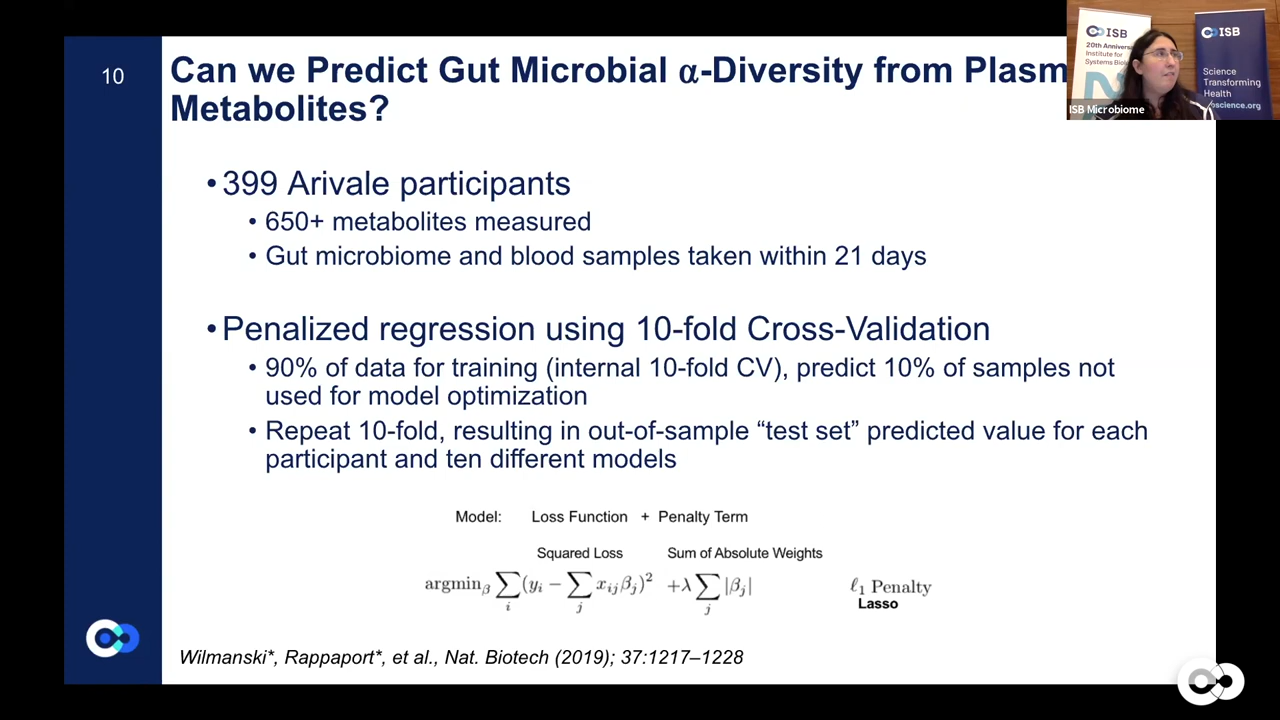 10
Can we Predict Gut Microbial α-Diversity from Plasm
Metabolites?
• 399 Arivale participants
• 650+ metabolites measured
• Gut microbiome and blood samples taken within 21 days
• Penalized regression using 10-fold Cross-Validation
• 90% of data for training (internal 10-fold CV), predict 10% of samples not
used for model optimization
• Repeat 10-fold, resulting in out-of-sample “test set” predicted value for each
participant and ten different models
Model: Loss Function + Penalty Term
Squared Loss Sum of Absolute Weights
argmin_β ∑_i (y_i − ∑_j x_ij β_j)² +λ ∑_j |β_j| ℓ₁ Penalty
Lasso
Wilmanski*, Rappaport*, et al., Nat. Biotech (2019); 37:1217–1228
ISB
20th Annivers
Institute for
Systems Biolo
ISB Microbiome
ISB
Science
Transforming
Health
oscience.org